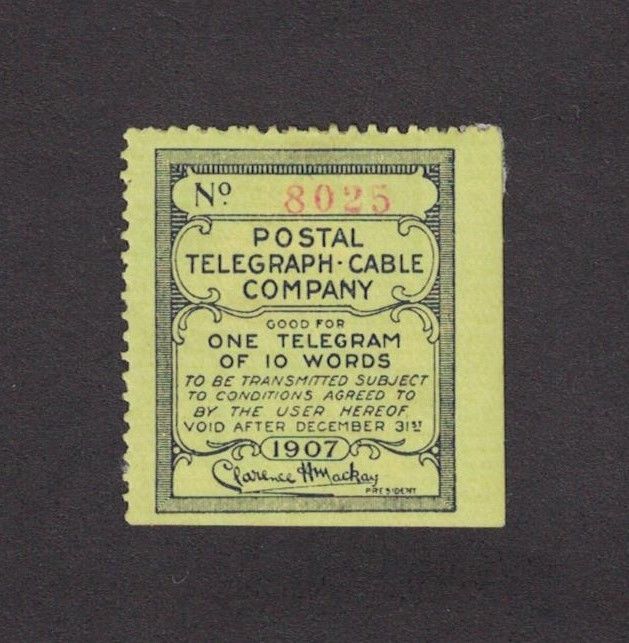 Nº. 8025
POSTAL
TELEGRAPH-CABLE
COMPANY
GOOD FOR
ONE TELEGRAM
OF 10 WORDS
TO BE TRANSMITTED SUBJECT
TO CONDITIONS AGREED TO
BY THE USER HEREOF.
VOID AFTER DECEMBER 31ST
1907
Clarence H Mackay
PRESIDENT